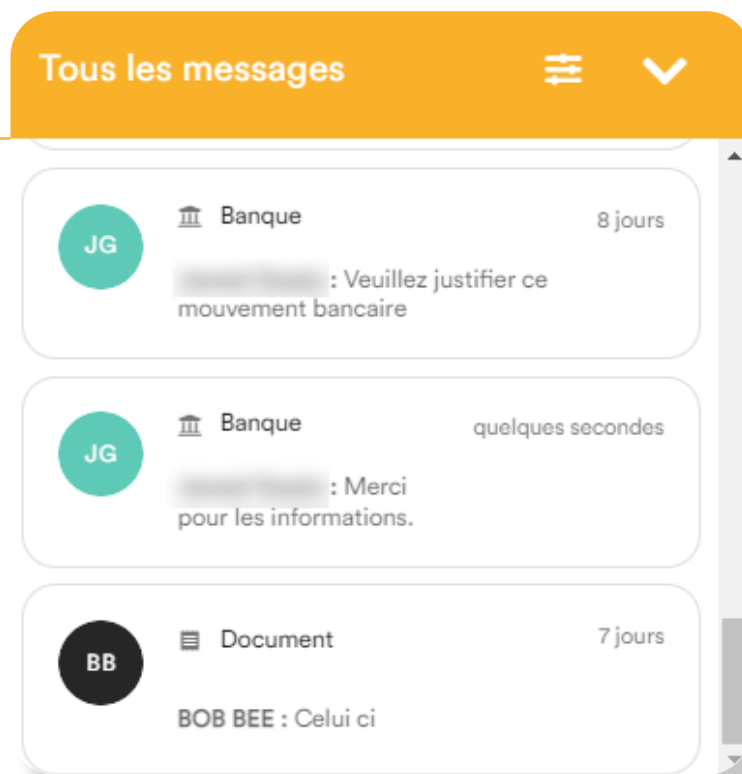 Tous les messages
JG
Banque
8 jours
: Veuillez justifier ce
mouvement bancaire
JG
Banque
quelques secondes
: Merci
pour les informations.
BB
Document
7 jours
BOB BEE : Celui ci